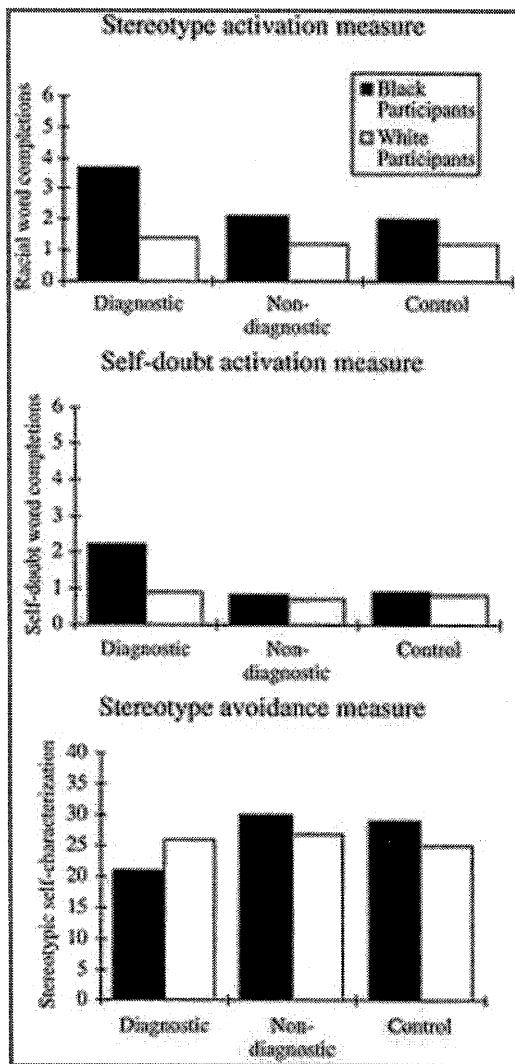 Stereotype activation measure
Racial word completions
6
5
4
3
2
1
0
Black
Participants
White
Participants
Diagnostic
Non-
diagnostic
Control
Self-doubt activation measure
Self-doubt word completions
6
5
4
3
2
1
0
Diagnostic
Non-
diagnostic
Control
Stereotype avoidance measure
Stereotypic self-characterization
40
35
30
25
20
15
10
5
0
Diagnostic
Non-
diagnostic
Control